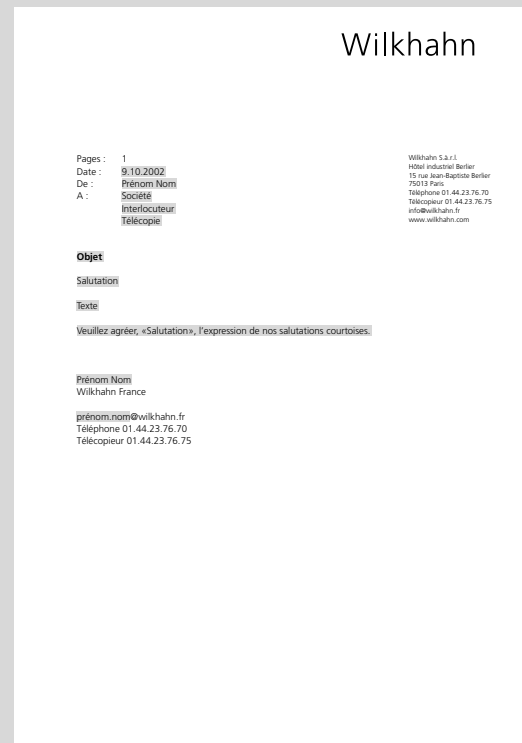 Wilkhahn
Pages : 1
Date : 9.10.2002
De : Prénom Nom
A : Société
Interlocuteur
Télécopie
Wilkhahn S.à.r.l.
Hôtel industriel Berlier
15 rue Jean-Baptiste Berlier
75013 Paris
Téléphone 01.44.23.76.70
Télécopieur 01.44.23.76.75
info@wilkhahn.fr
www.wilkhahn.com
Objet
Salutation
Texte
Veuillez agréer, «Salutation», l'expression de nos salutations courtoises.
Prénom Nom
Wilkhahn France
prénom.nom@wilkhahn.fr
Téléphone 01.44.23.76.70
Télécopieur 01.44.23.76.75